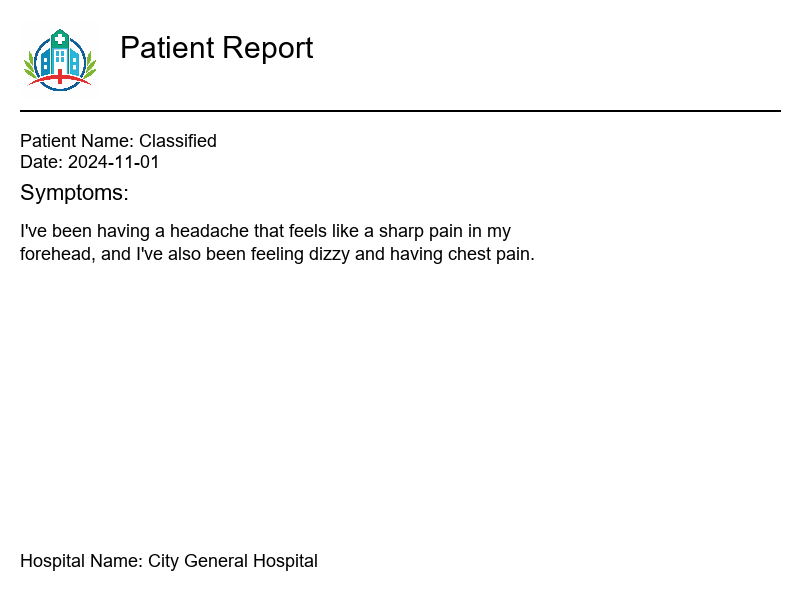 Patient Report
Patient Name: Classified
Date: 2024-11-01
Symptoms:
I've been having a headache that feels like a sharp pain in my
forehead, and I've also been feeling dizzy and having chest pain.
Hospital Name: City General Hospital